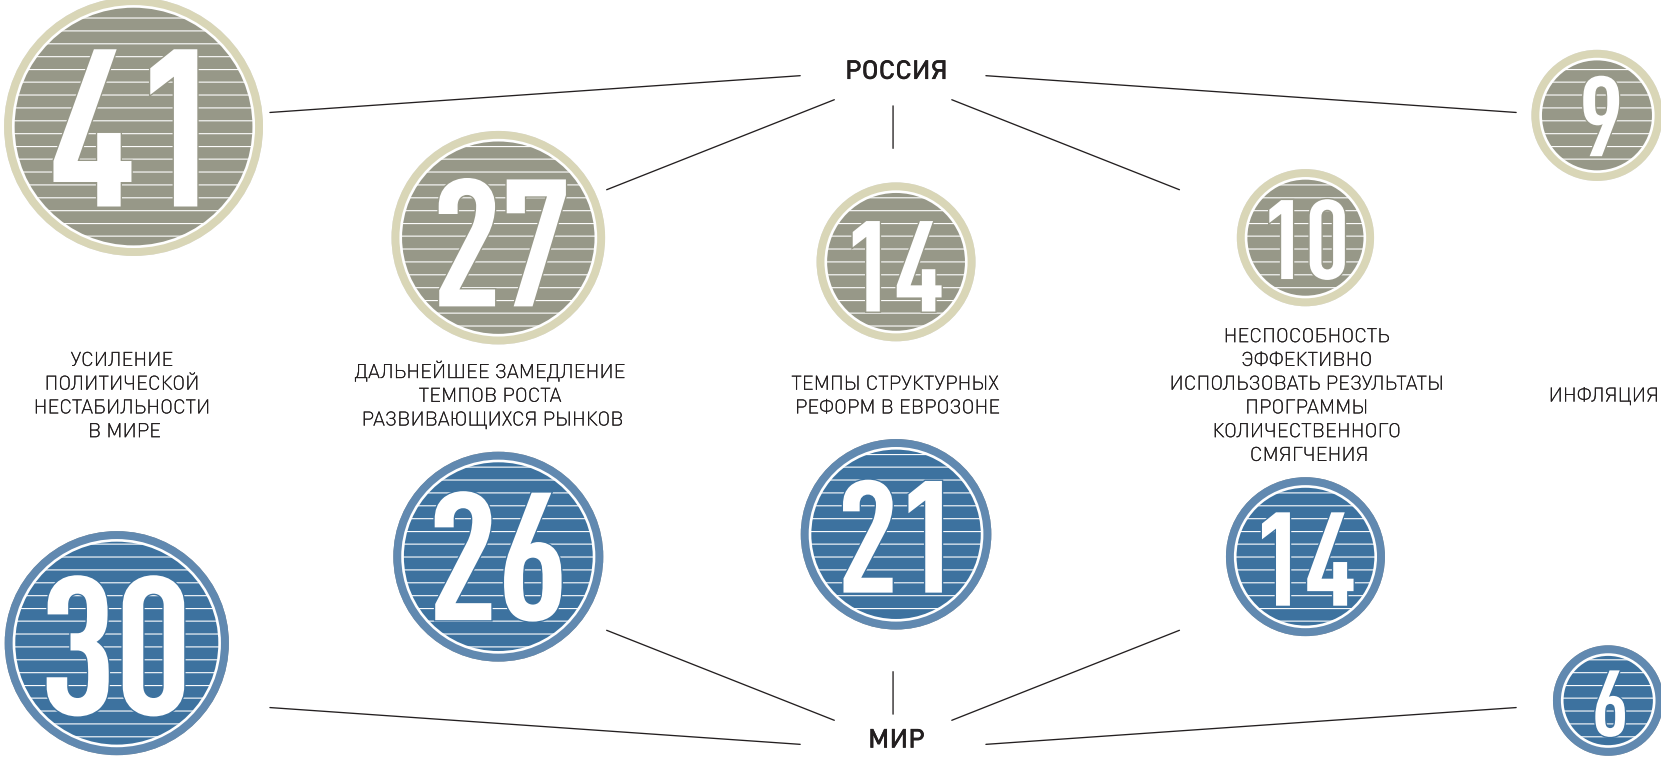 РОССИЯ
41
27
14
10
9
УСИЛЕНИЕ
ПОЛИТИЧЕСКОЙ
НЕСТАБИЛЬНОСТИ
В МИРЕ
ДАЛЬНЕЙШЕЕ ЗАМЕДЛЕНИЕ
ТЕМПОВ РОСТА
РАЗВИВАЮЩИХСЯ РЫНКОВ
ТЕМПЫ СТРУКТУРНЫХ
РЕФОРМ В ЕВРОЗОНЕ
НЕСПОСОБНОСТЬ
ЭФФЕКТИВНО
ИСПОЛЬЗОВАТЬ РЕЗУЛЬТАТЫ
ПРОГРАММЫ
КОЛИЧЕСТВЕННОГО
СМЯГЧЕНИЯ
ИНФЛЯЦИЯ
30
26
21
14
6
МИР